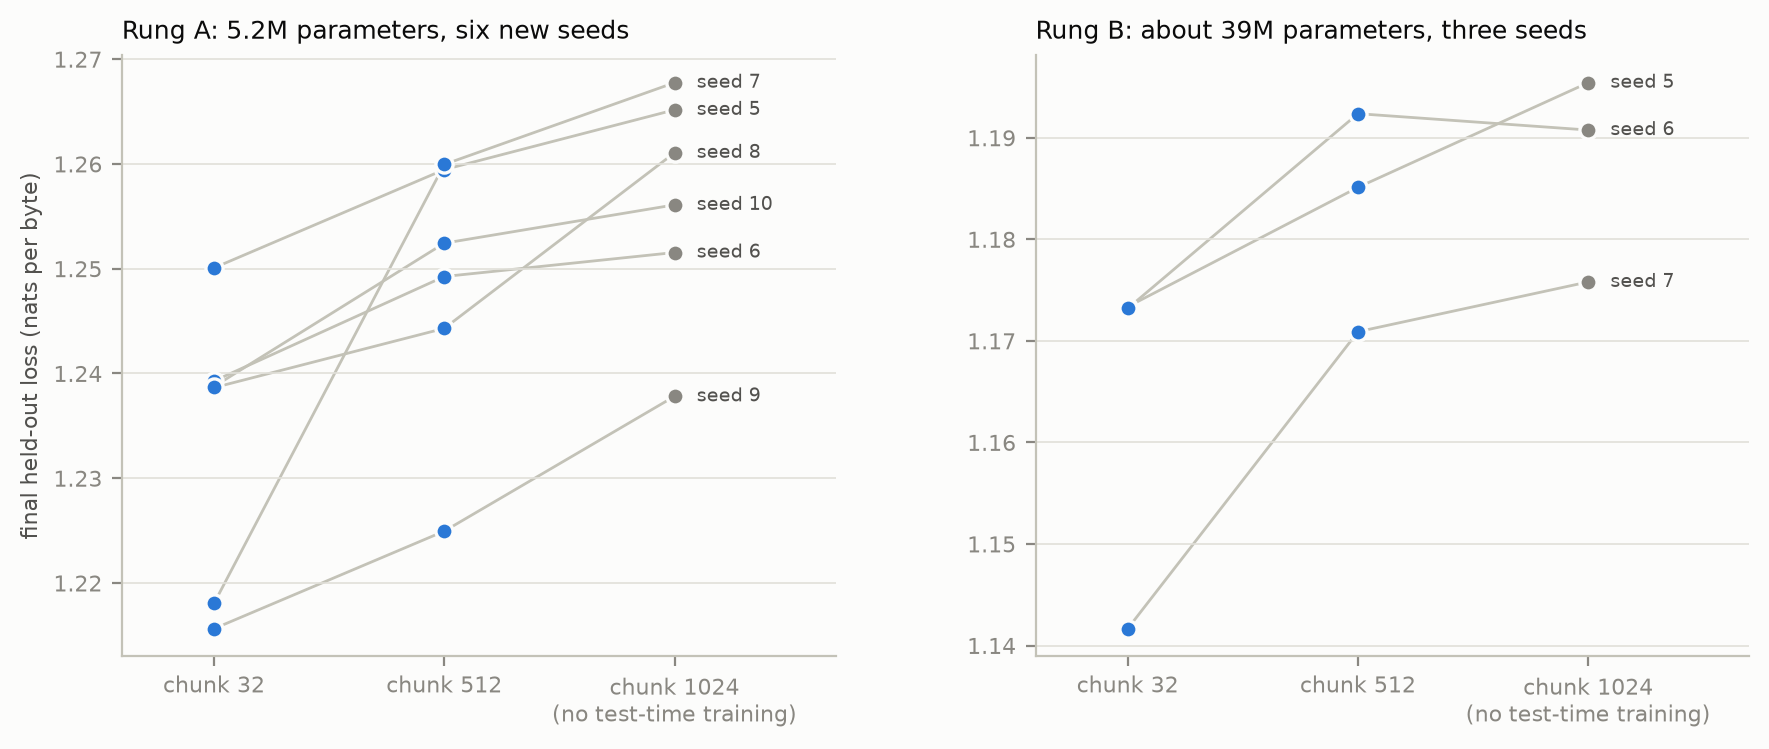 Rung A: 5.2M parameters, six new seeds
final held-out loss (nats per byte)
1.27
1.26
1.25
1.24
1.23
1.22
seed 7
seed 5
seed 8
seed 10
seed 6
seed 9
chunk 32
chunk 512
chunk 1024
(no test-time training)
Rung B: about 39M parameters, three seeds
1.19
1.18
1.17
1.16
1.15
1.14
seed 5
seed 6
seed 7
chunk 32
chunk 512
chunk 1024
(no test-time training)